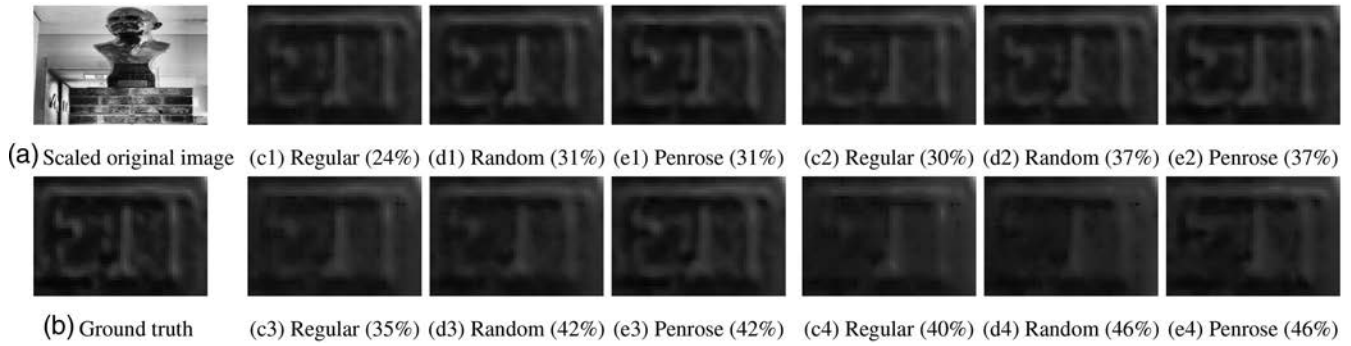 (a) Scaled original image (c1) Regular (24%) (d1) Random (31%) (e1) Penrose (31%) (c2) Regular (30%) (d2) Random (37%) (e2) Penrose (37%)
(b) Ground truth (c3) Regular (35%) (d3) Random (42%) (e3) Penrose (42%) (c4) Regular (40%) (d4) Random (46%) (e4) Penrose (46%)